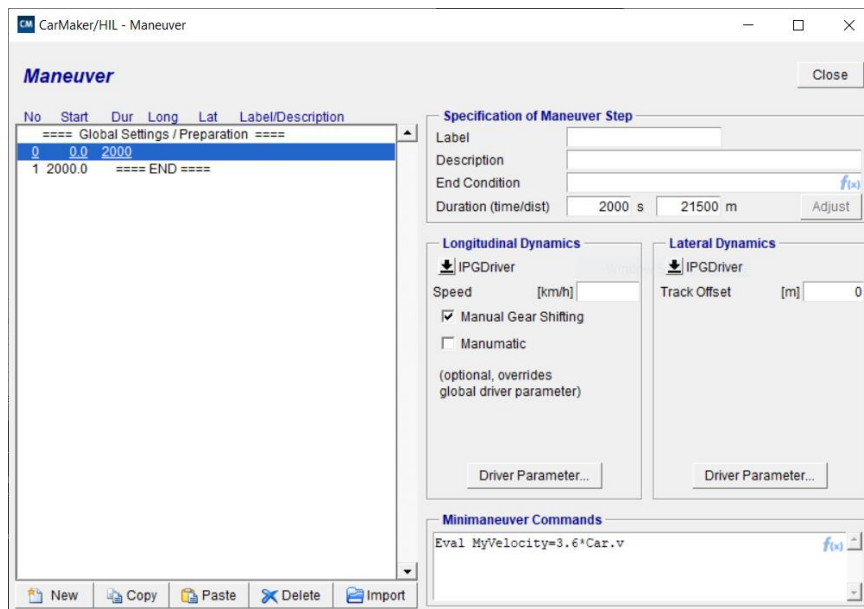 CM CarMaker/HIL - Maneuver
Maneuver
Close
No Start Dur Long Lat Label/Description
==== Global Settings / Preparation ====
0 0.0 2000
1 2000.0 ==== END ====
New Copy Paste Delete Import
Specification of Maneuver Step
Label
Description
End Condition f(x)
Duration (time/dist) 2000 s 21500 m Adjust
Longitudinal Dynamics
IPGDriver
Speed [km/h]
Manual Gear Shifting
Manumatic
(optional, overrides
global driver parameter)
Driver Parameter...
Lateral Dynamics
IPGDriver
Track Offset [m] 0
Driver Parameter...
Minimaneuver Commands
Eval MyVelocity=3.6*Car.v f(x)